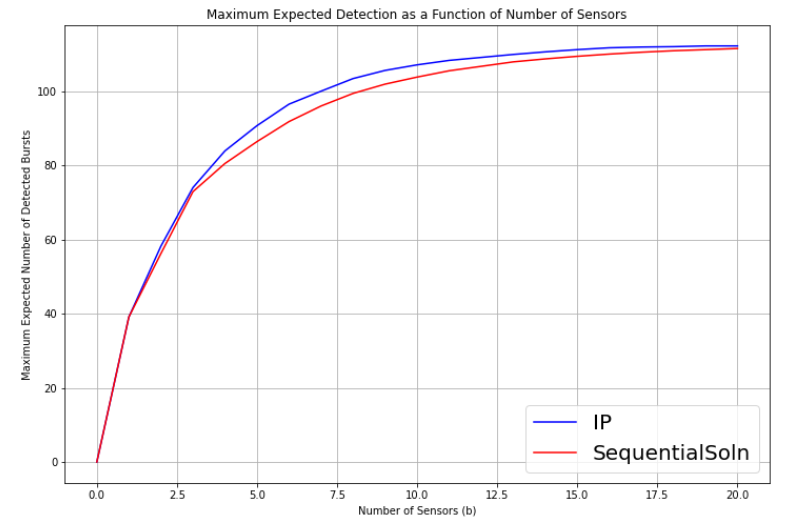 Maximum Expected Detection as a Function of Number of Sensors
Maximum Expected Number of Detected Bursts
100
80
60
40
20
0
IP
SequentialSoln
0.0 2.5 5.0 7.5 10.0 12.5 15.0 17.5 20.0
Number of Sensors (b)